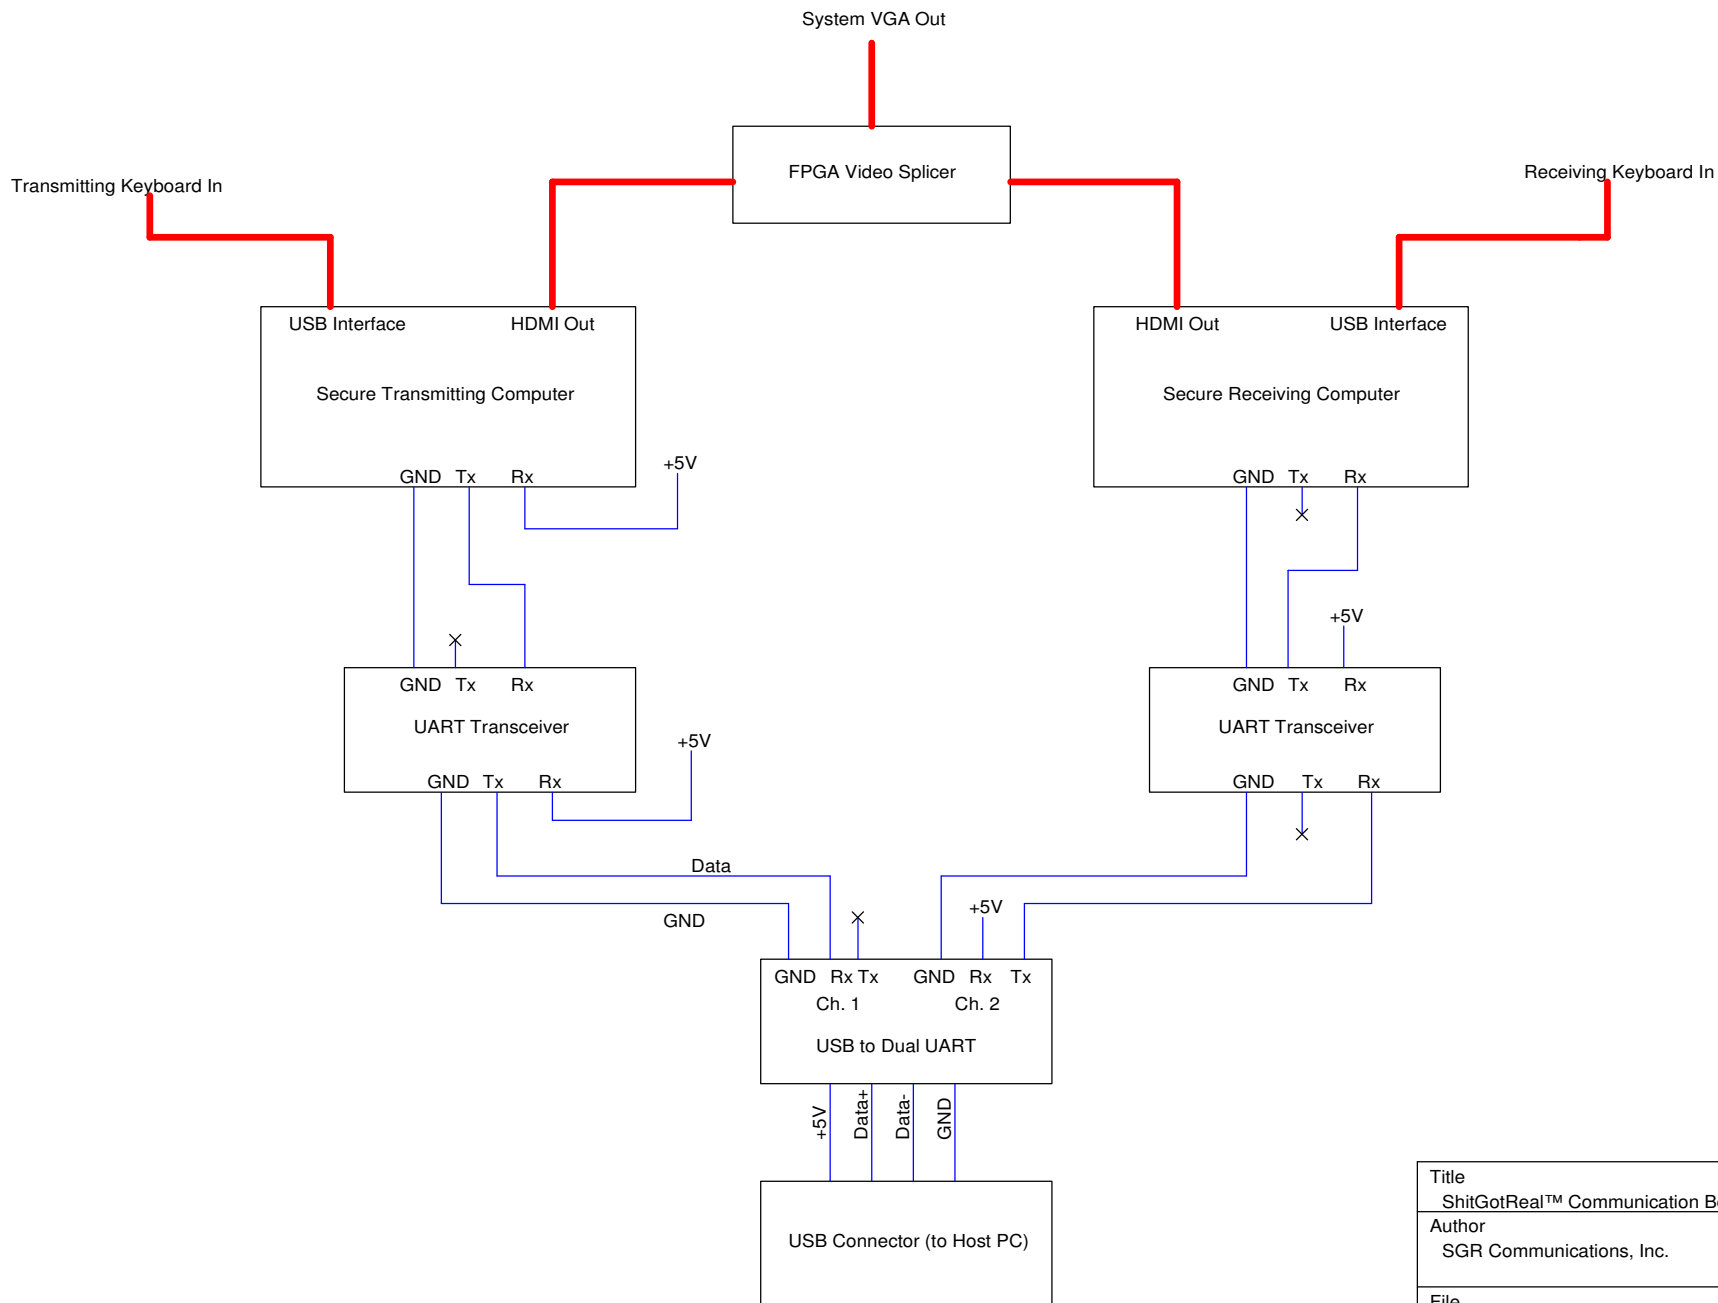 System VGA Out
FPGA Video Splicer
Transmitting Keyboard In
Receiving Keyboard In
USB Interface HDMI Out
HDMI Out USB Interface
Secure Transmitting Computer
Secure Receiving Computer
+5V
GND Tx Rx
GND Tx Rx
+5V
GND Tx Rx
GND Tx Rx
UART Transceiver
UART Transceiver
+5V
GND Tx Rx
GND Tx Rx
Data
+5V
GND
GND Rx Tx GND Rx Tx
Ch. 1 Ch. 2
USB to Dual UART
+5V
Data+
Data-
GND
USB Connector (to Host PC)
Title
ShitGotReal™ Communication
Author
SGR Communications, Inc.
File